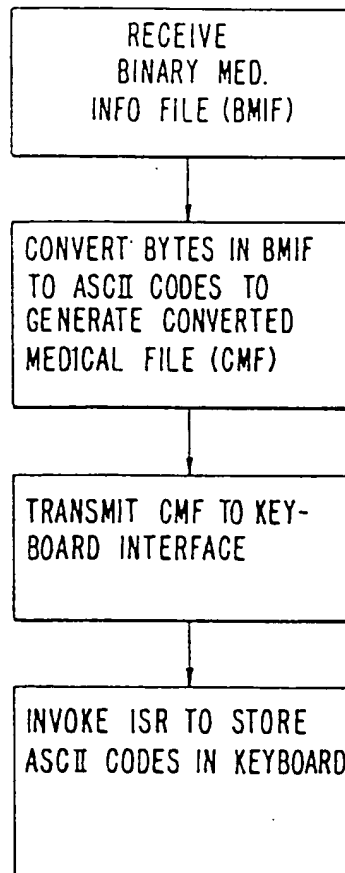 RECEIVE
BINARY MED.
INFO FILE (BMIF)
CONVERT BYTES IN BMIF
TO ASCII CODES TO
GENERATE CONVERTED
MEDICAL FILE (CMF)
TRANSMIT CMF TO KEY-
BOARD INTERFACE
INVOKE ISR TO STORE
ASCII CODES IN KEYBOARD